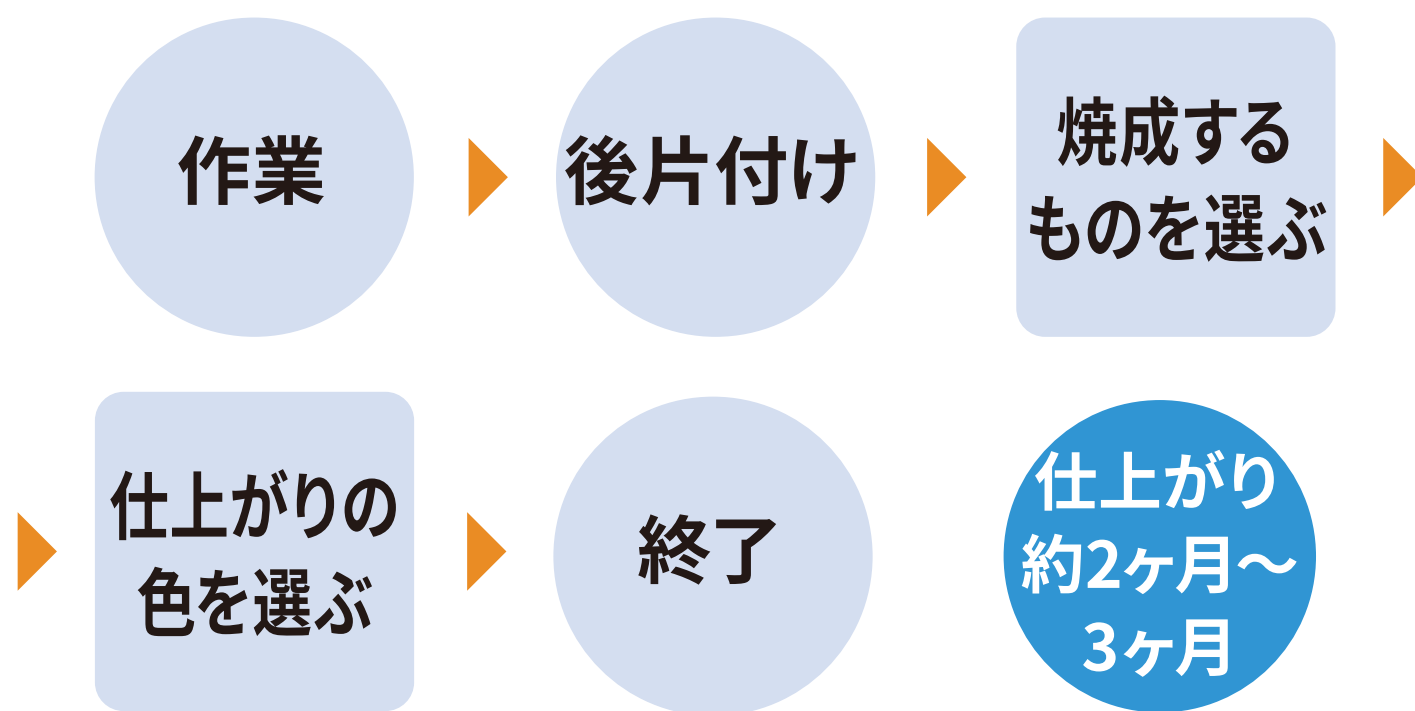 作業
後片付け
焼成する
ものを選ぶ
仕上がりの
色を選ぶ
終了
仕上がり
約2ヶ月～
3ヶ月